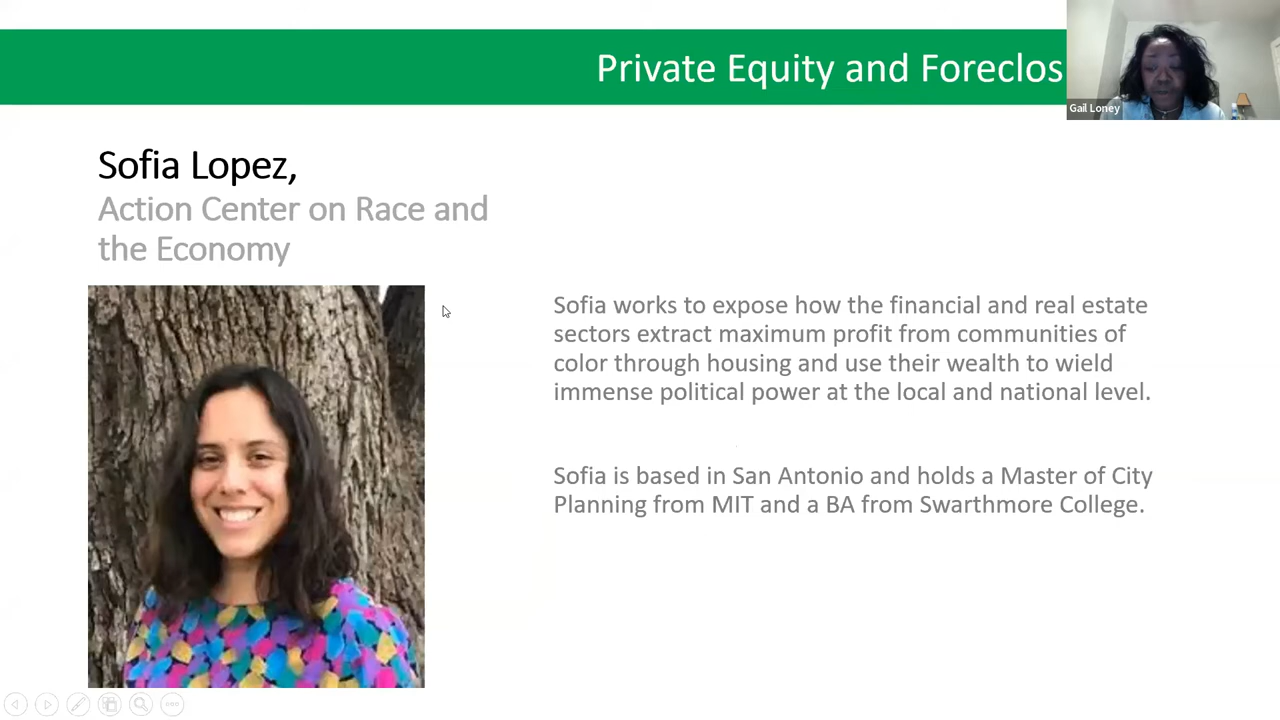 Private Equity and Foreclos
Gail Loney
Sofia Lopez,
Action Center on Race and
the Economy
Sofia works to expose how the financial and real estate
sectors extract maximum profit from communities of
color through housing and use their wealth to wield
immense political power at the local and national level.
Sofia is based in San Antonio and holds a Master of City
Planning from MIT and a BA from Swarthmore College.